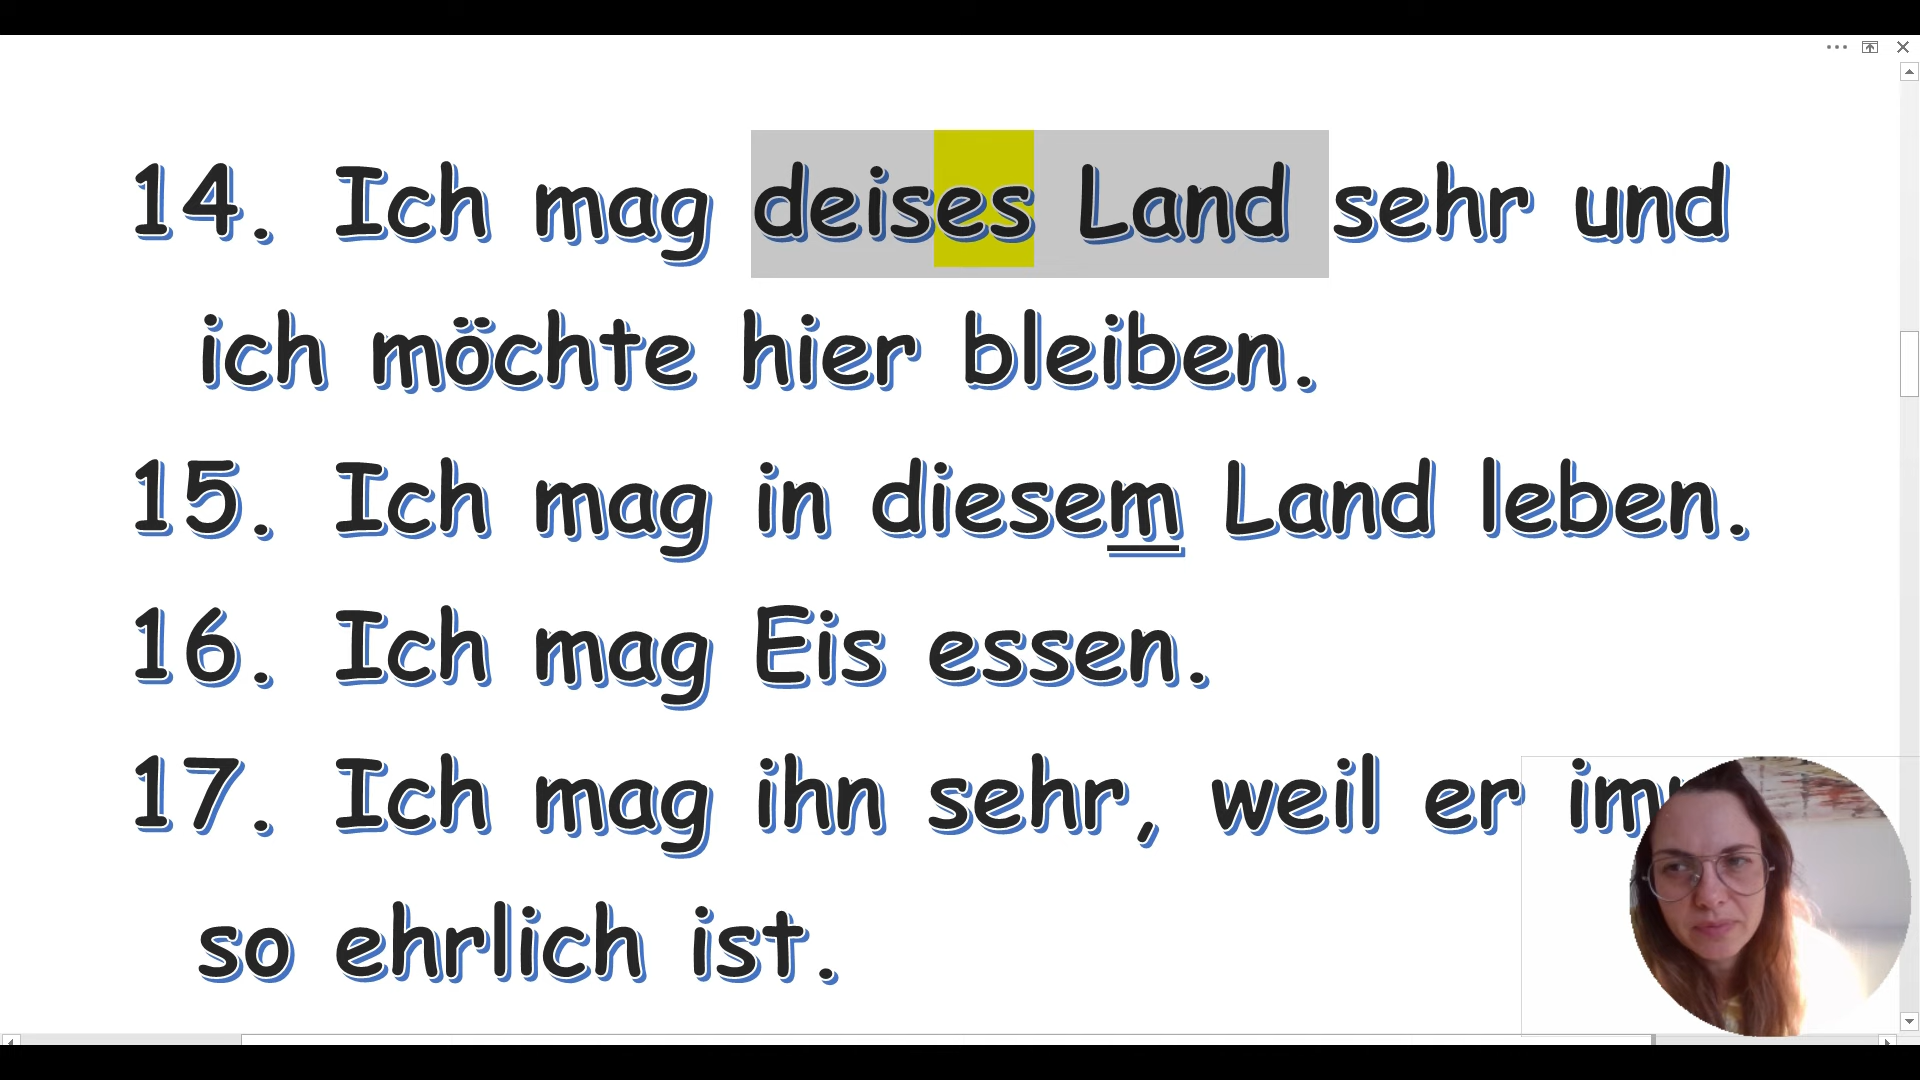 14. Ich mag deises Land sehr und
ich möchte hier bleiben.
15. Ich mag in diesem Land leben.
16. Ich mag Eis essen.
17. Ich mag ihn sehr, weil er
so ehrlich ist.